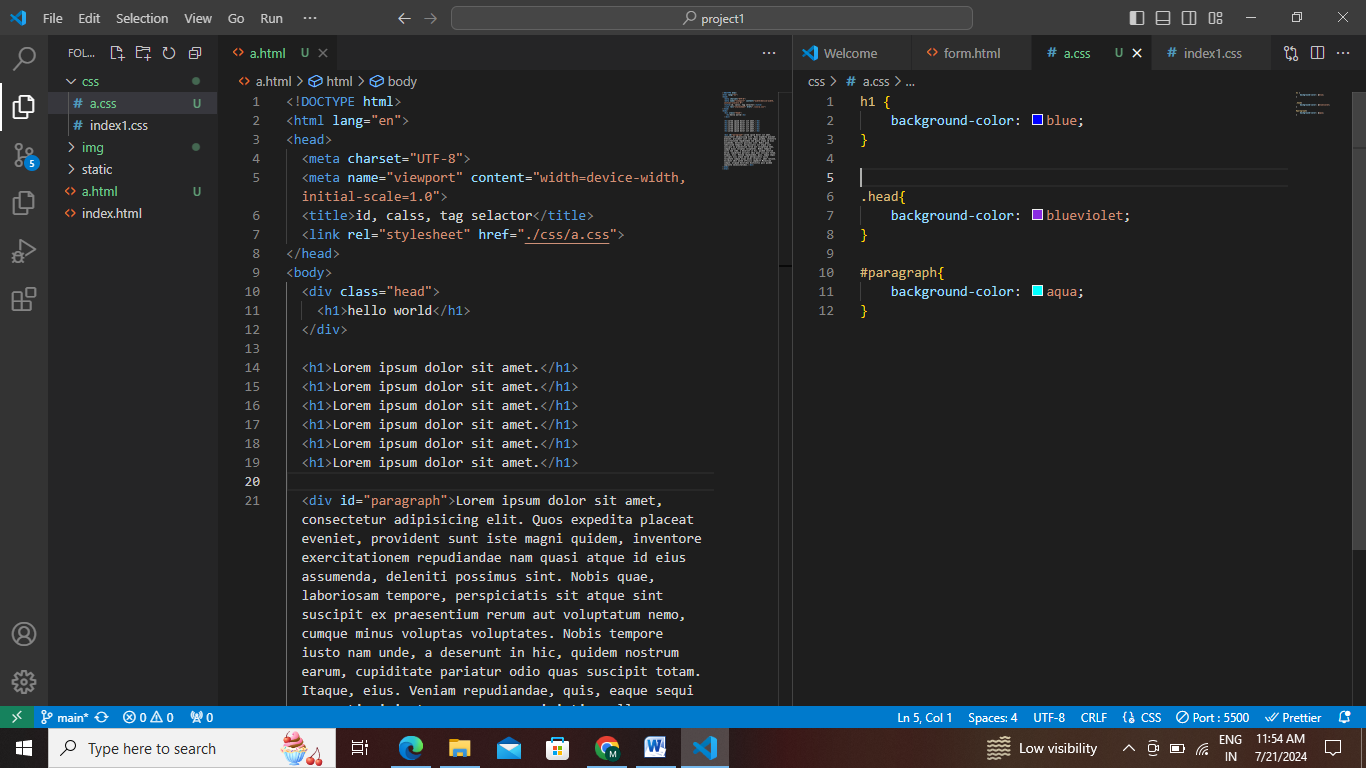 File Edit Selection View Go Run ···
project1
FOL...
css
a.css U
index1.css
img
static
a.html U
index.html
5
a.html U
a.html > html > body
1 <!DOCTYPE html>
2 <html lang="en">
3 <head>
4 <meta charset="UTF-8">
5 <meta name="viewport" content="width=device-width,
initial-scale=1.0">
6 <title>id, calss, tag selactor</title>
7 <link rel="stylesheet" href="./css/a.css">
8 </head>
9 <body>
10 <div class="head">
11 <h1>hello world</h1>
12 </div>
13
14 <h1>Lorem ipsum dolor sit amet.</h1>
15 <h1>Lorem ipsum dolor sit amet.</h1>
16 <h1>Lorem ipsum dolor sit amet.</h1>
17 <h1>Lorem ipsum dolor sit amet.</h1>
18 <h1>Lorem ipsum dolor sit amet.</h1>
19 <h1>Lorem ipsum dolor sit amet.</h1>
20
21 <div id="paragraph">Lorem ipsum dolor sit amet,
consectetur adipisicing elit. Quos expedita placeat
eveniet, provident sunt iste magni quidem, inventore
exercitationem repudiandae nam quasi atque id eius
assumenda, deleniti possimus sint. Nobis quae,
laboriosam tempore, perspiciatis sit atque sint
suscipit ex praesentium rerum aut voluptatum nemo,
cumque minus voluptas voluptates. Nobis tempore
iusto nam unde, a deserunt in hic, quidem nostrum
earum, cupiditate pariatur odio quas suscipit totam.
Itaque, eius. Veniam repudiandae, quis, eaque sequi
Welcome form.html a.css U index1.css
css > # a.css > ...
1 h1 {
2 background-color: blue;
3 }
4
5
6 .head{
7 background-color: blueviolet;
8 }
9
10 #paragraph{
11 background-color: aqua;
12 }
main* 0 0 0
Ln 5, Col 1 Spaces: 4 UTF-8 CRLF {} CSS Port : 5500 Prettier
Type here to search
Low visibility
ENG
IN
11:54 AM
7/21/2024